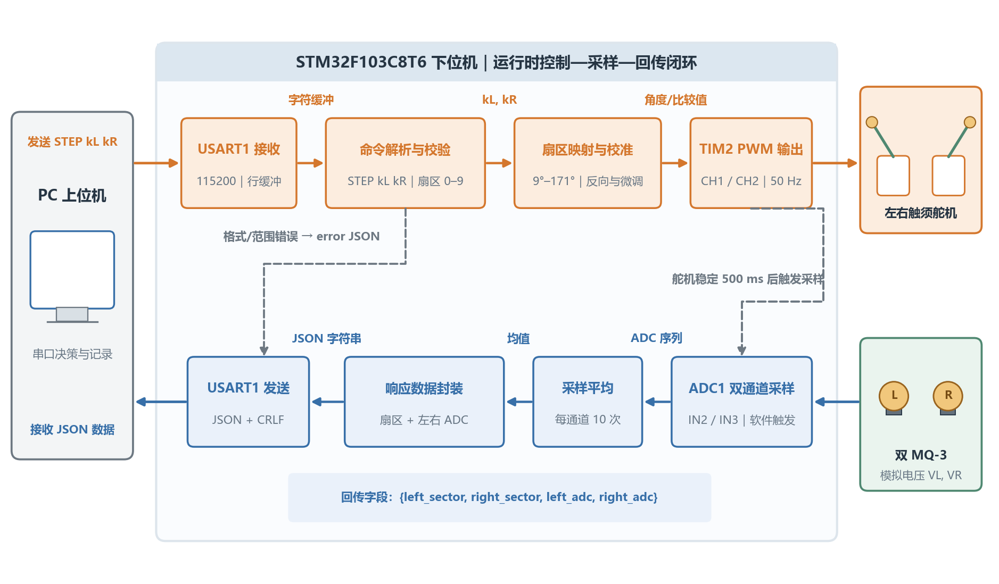 STM32F103C8T6 下位机｜运行时控制—采样—回传闭环
发送 STEP kL kR
PC 上位机
串口决策与记录
接收 JSON 数据
字符缓冲
kL, kR
角度/比较值
USART1 接收
115200｜行缓冲
命令解析与校验
STEP kL kR｜扇区 0–9
扇区映射与校准
9°–171°｜反向与微调
TIM2 PWM 输出
CH1 / CH2｜50 Hz
左右触须舵机
格式/范围错误 → error JSON
舵机稳定 500 ms 后触发采样
JSON 字符串
均值
ADC 序列
USART1 发送
JSON + CRLF
响应数据封装
扇区 + 左右 ADC
采样平均
每通道 10 次
ADC1 双通道采样
IN2 / IN3｜软件触发
L
R
双 MQ-3
模拟电压 VL, VR
回传字段：{left_sector, right_sector, left_adc, right_adc}